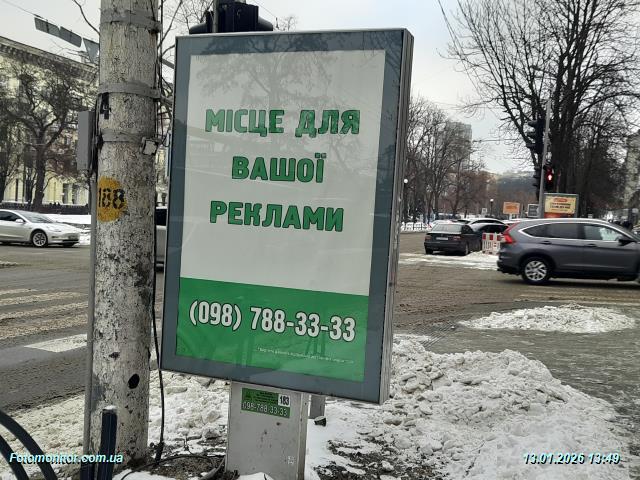 МІСЦЕ ДЛЯ
ВАШОЇ
РЕКЛАМИ
(098) 788-33-33
188
183
098-788-33-33
Fotomonitor.com.ua
13.01.2026 13:49